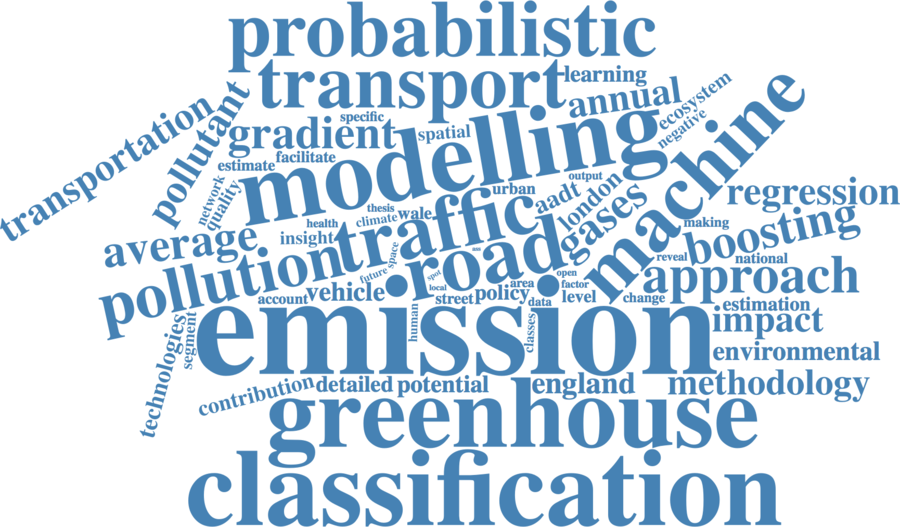 probabilistic
transport
learning
annual
ecosystem
negative
machine
transportation
pollutant
specific
gradient
spatial
modelling
estimate
facilitate
network
quality
output
urban
aadt
london
gases
regression
thesis
climate
wale
health
insight
traffic
average
making
boosting
pollution
space
future
spot
local
road
reveal
national
approach
open
factor
area
data
level
change
account
vehicle
street
policy
estimation
emission
human
classes
impact
technologies
segment
environmental
contribution
detailed
potential
england
methodology
greenhouse
classification